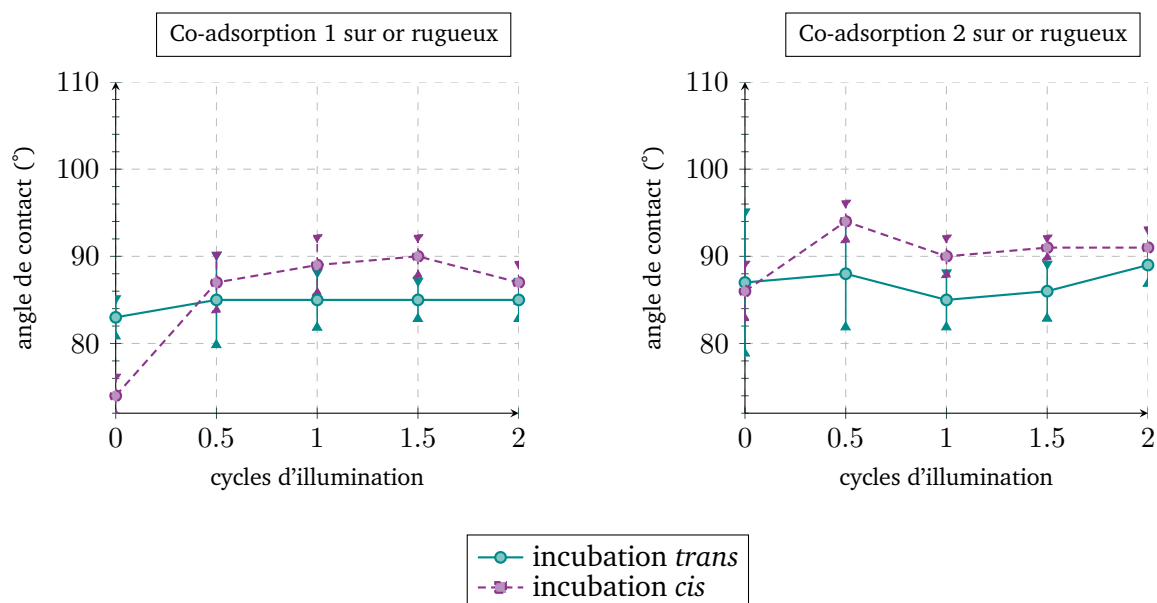 Co-adsorption 1 sur or rugueux
110
100
90
80
angle de contact (°)
0 0.5 1 1.5 2
cycles d'illumination
Co-adsorption 2 sur or rugueux
110
100
90
80
angle de contact (°)
0 0.5 1 1.5 2
cycles d'illumination
incubation trans
incubation cis